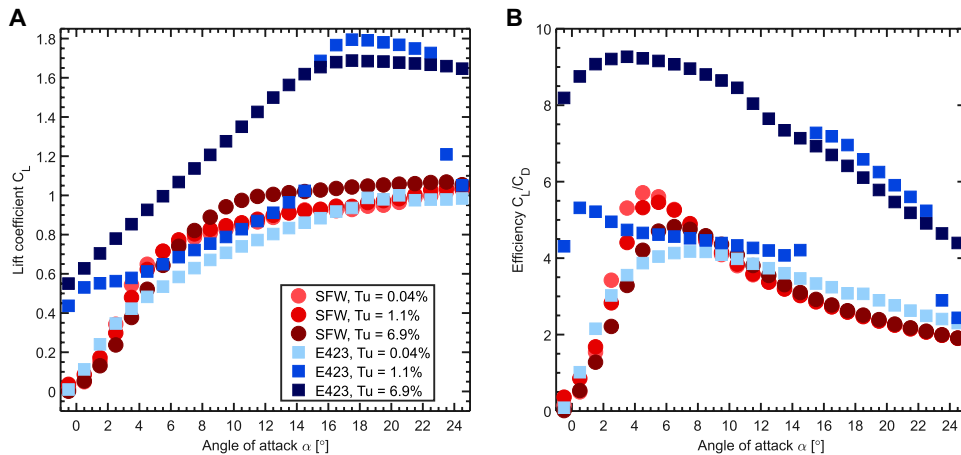 A
Lift coefficient C_L
1.8
1.6
1.4
1.2
1
0.8
0.6
0.4
0.2
0
0 2 4 6 8 10 12 14 16 18 20 22 24
Angle of attack α [°]
SFW, Tu = 0.04%
SFW, Tu = 1.1%
SFW, Tu = 6.9%
E423, Tu = 0.04%
E423, Tu = 1.1%
E423, Tu = 6.9%
B
Efficiency C_L/C_D
10
8
6
4
2
0
0 2 4 6 8 10 12 14 16 18 20 22 24
Angle of attack α [°]